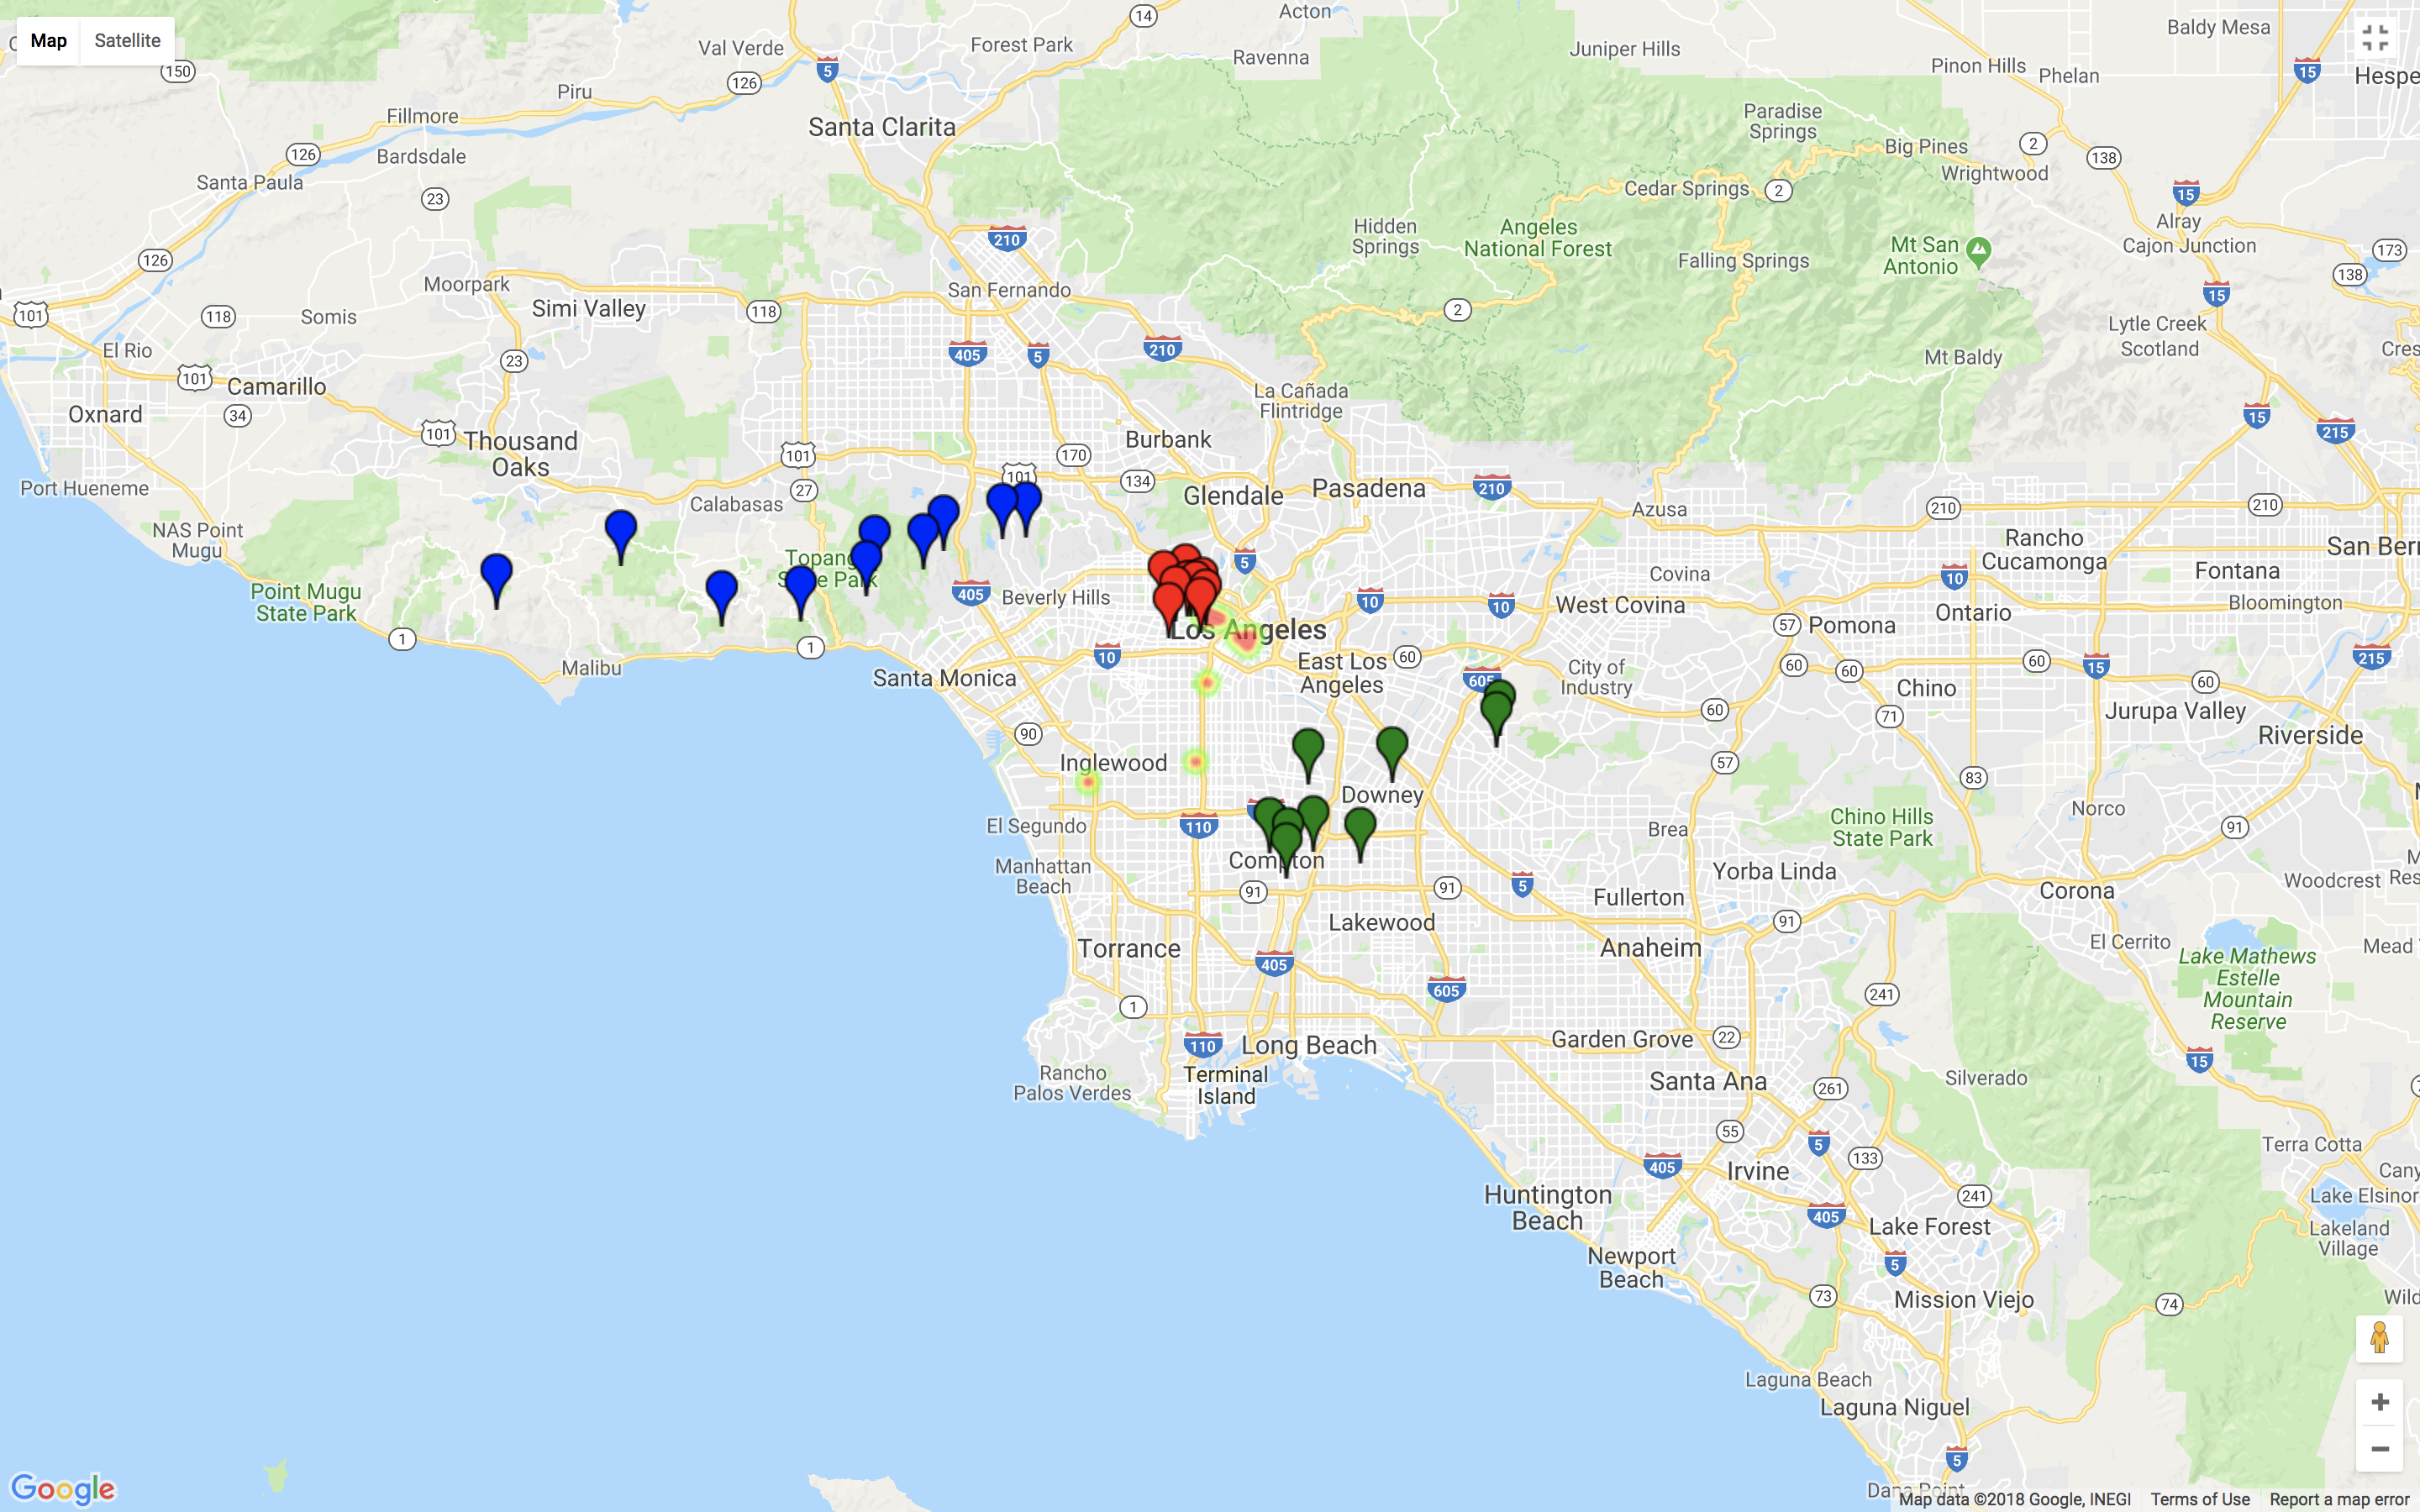 Map
Satellite
Acton
Baldy Mesa
14
Val Verde
Forest Park
Ravenna
Juniper Hills
Pinon Hills
Phelan
15
Hespe
150
5
126
Piru
Fillmore
Santa Clarita
Paradise
Springs
Big Pines
2
138
Wrightwood
126
Bardsdale
Santa Paula
23
Cedar Springs
2
15
Alray
Cajon Junction
173
138
Hidden
Springs
Angeles
National Forest
Falling Springs
Mt San
Antonio
210
126
Moorpark
San Fernando
Simi Valley
118
2
15
101
118
Somis
Lytle Creek
Scotland
Cres
El Rio
23
405
5
210
Mt Baldy
101
Camarillo
La Cañada
Flintridge
Oxnard
34
101
Thousand
Oaks
Burbank
15
215
101
170
Port Hueneme
27
101
134
Glendale
Pasadena
210
Azusa
210
210
Calabasas
NAS Point
Mugu
Rancho
Cucamonga
San Ber
Point Mugu
State Park
5
Covina
10
Fontana
405
Beverly Hills
10
10
West Covina
Ontario
Bloomington
1
1
Los Angeles
57
Pomona
Malibu
Santa Monica
10
East Los
Angeles
60
605
City of
Industry
60
60
60
15
215
Chino
60
60
71
Jurupa Valley
90
57
Riverside
Inglewood
83
Downey
Norco
El Segundo
110
Brea
Chino Hills
State Park
91
Manhattan
Beach
Compton
91
91
5
Yorba Linda
Fullerton
Corona
Woodcrest
Res
Lakewood
91
Torrance
Anaheim
El Cerrito
Mead
405
605
241
Lake Mathews
Estelle
Mountain
Reserve
1
110
Long Beach
Garden Grove
22
15
Rancho
Palos Verdes
Terminal
Island
Santa Ana
261
Silverado
55
5
133
Terra Cotta
405
Irvine
Cany
Huntington
Beach
241
Lake Elsinor
405
Lake Forest
Lakeland
Village
Newport
Beach
5
73
Mission Viejo
74
Wild
Laguna Beach
Laguna Niguel
5
Dana Point
Google
Map data ©2018 Google, INEGI
Terms of Use
Report a map error